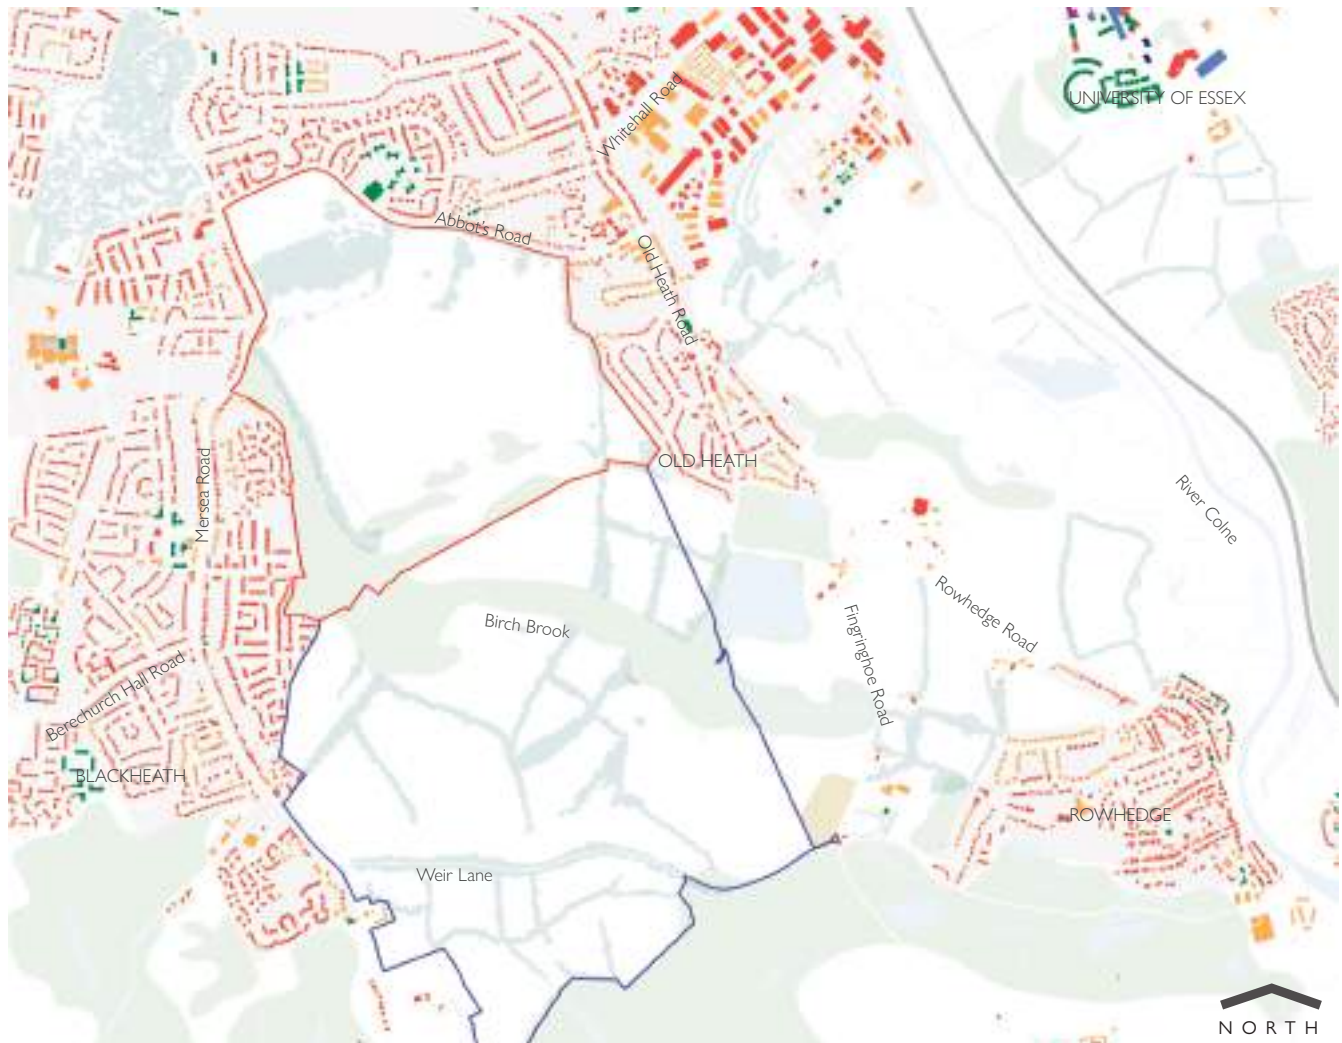 UNIVERSITY OF ESSEX
Whitehall Road
Abbot's Road
Old Heath Road
OLD HEATH
Mersea Road
River Colne
Birch Brook
Rowhedge Road
Fingringhoe Road
Berechurch Hall Road
BLACKHEATH
ROWHEDGE
Weir Lane
NORTH